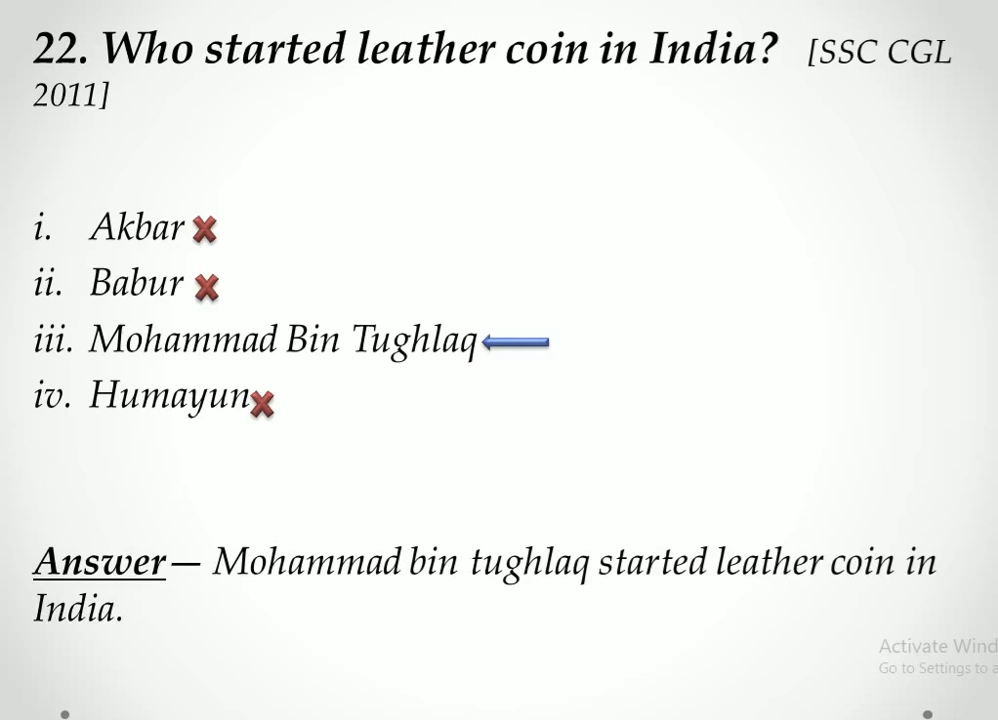 22. Who started leather coin in India? [SSC CGL
2011]
i. Akbar
ii. Babur
iii. Mohammad Bin Tughlaq
iv. Humayun
Answer— Mohammad bin tughlaq started leather coin in
India.
Activate Wind
Go to Settings to a